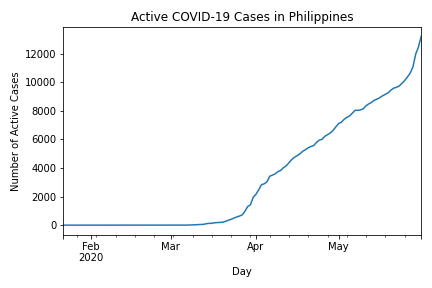 Active COVID-19 Cases in Philippines
Number of Active Cases
12000
10000
8000
6000
4000
2000
0
Feb Mar Apr May
2020
Day